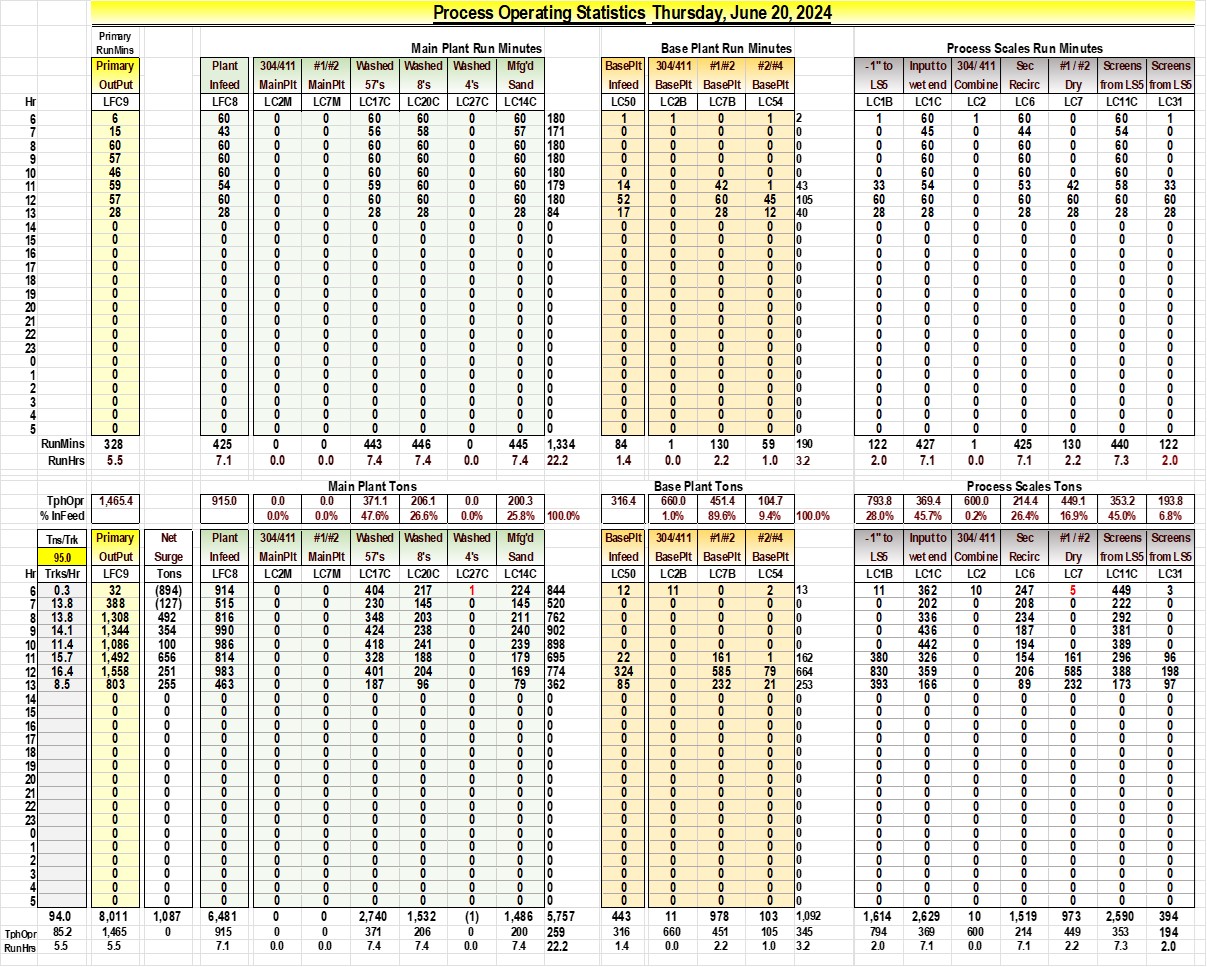 Process Operating Statistics Thursday, June 20, 2024
Primary
RunMins Main Plant Run Minutes Base Plant Run Minutes Process Scales Run Minutes
Primary Plant 304/411 #1/#2 Washed Washed Washed Mfg'd BasePlt 304/411 #1/#2 #2/#4 -1" to Input to 304/ 411 Sec #1 / #2 Screens Screens
OutPut Infeed MainPlt MainPlt 57's 8's 4's Sand Infeed BasePlt BasePlt BasePlt LS5 wet end Combine Recirc Dry from LS5 from LS5
Hr LFC9 LFC8 LC2M LC7M LC17C LC20C LC27C LC14C LC50 LC2B LC7B LC54 LC1B LC1C LC2 LC6 LC7 LC11C LC31
6 6 60 0 0 60 60 0 60 180 1 1 0 1 2 1 60 1 60 0 60 1
7 15 43 0 0 56 58 0 57 171 0 0 0 0 0 0 45 0 44 0 54 0
8 60 60 0 0 60 60 0 60 180 0 0 0 0 0 0 60 0 60 0 60 0
9 57 60 0 0 60 60 0 60 180 0 0 0 0 0 0 60 0 60 0 60 0
10 46 60 0 0 60 60 0 60 180 0 0 0 0 0 0 60 0 60 0 60 0
11 59 54 0 0 59 60 0 60 179 14 0 42 1 43 33 54 0 53 42 58 33
12 57 60 0 0 60 60 0 60 180 52 0 60 45 105 60 60 0 60 60 60 60
13 28 28 0 0 28 28 0 28 84 17 0 28 12 40 28 28 0 28 28 28 28
14 0 0 0 0 0 0 0 0 0 0 0 0 0 0 0 0 0 0 0 0 0
15 0 0 0 0 0 0 0 0 0 0 0 0 0 0 0 0 0 0 0 0 0
16 0 0 0 0 0 0 0 0 0 0 0 0 0 0 0 0 0 0 0 0 0
17 0 0 0 0 0 0 0 0 0 0 0 0 0 0 0 0 0 0 0 0 0
18 0 0 0 0 0 0 0 0 0 0 0 0 0 0 0 0 0 0 0 0 0
19 0 0 0 0 0 0 0 0 0 0 0 0 0 0 0 0 0 0 0 0 0
20 0 0 0 0 0 0 0 0 0 0 0 0 0 0 0 0 0 0 0 0 0
21 0 0 0 0 0 0 0 0 0 0 0 0 0 0 0 0 0 0 0 0 0
22 0 0 0 0 0 0 0 0 0 0 0 0 0 0 0 0 0 0 0 0 0
23 0 0 0 0 0 0 0 0 0 0 0 0 0 0 0 0 0 0 0 0 0
0 0 0 0 0 0 0 0 0 0 0 0 0 0 0 0 0 0 0 0 0 0
1 0 0 0 0 0 0 0 0 0 0 0 0 0 0 0 0 0 0 0 0 0
2 0 0 0 0 0 0 0 0 0 0 0 0 0 0 0 0 0 0 0 0 0
3 0 0 0 0 0 0 0 0 0 0 0 0 0 0 0 0 0 0 0 0 0
4 0 0 0 0 0 0 0 0 0 0 0 0 0 0 0 0 0 0 0 0 0
5 0 0 0 0 0 0 0 0 0 0 0 0 0 0 0 0 0 0 0 0 0
RunMins 328 425 0 0 443 446 0 445 1,334 84 1 130 59 190 122 427 1 425 130 440 122
RunHrs 5.5 7.1 0.0 0.0 7.4 7.4 0.0 7.4 22.2 1.4 0.0 2.2 1.0 3.2 2.0 7.1 0.0 7.1 2.2 7.3 2.0
Main Plant Tons Base Plant Tons Process Scales Tons
TphOpr 1,465.4 915.0 0.0 0.0 371.1 206.1 0.0 200.3 316.4 660.0 451.4 104.7 793.8 369.4 600.0 214.4 449.1 353.2 193.8
% InFeed 0.0% 0.0% 47.6% 26.6% 0.0% 25.8% 100.0% 1.0% 89.6% 9.4% 100.0% 28.0% 45.7% 0.2% 26.4% 16.9% 45.0% 6.8%
Trns/Trk Primary Net Plant 304/411 #1/#2 Washed Washed Washed Mfg'd BasePlt 304/411 #1/#2 #2/#4 -1" to Input to 304/ 411 Sec #1 / #2 Screens Screens
95.0 OutPut Surge Infeed MainPlt MainPlt 57's 8's 4's Sand Infeed BasePlt BasePlt BasePlt LS5 wet end Combine Recirc Dry from LS5 from LS5
Hr Trks/Hr LFC9 Tons LFC8 LC2M LC7M LC17C LC20C LC27C LC14C LC50 LC2B LC7B LC54 LC1B LC1C LC2 LC6 LC7 LC11C LC31
6 0.3 32 (894) 914 0 0 404 217 1 224 844 12 11 0 2 13 11 362 10 247 5 449 3
7 13.8 388 (127) 515 0 0 230 145 0 145 520 0 0 0 0 0 0 202 0 208 0 222 0
8 13.8 1,308 492 816 0 0 348 203 0 211 762 0 0 0 0 0 0 336 0 234 0 292 0
9 14.1 1,344 354 990 0 0 424 238 0 240 902 0 0 0 0 0 0 436 0 187 0 381 0
10 11.4 1,086 100 986 0 0 418 241 0 239 898 0 0 0 0 0 0 442 0 194 0 389 0
11 15.7 1,492 656 814 0 0 328 188 0 179 695 22 0 161 1 162 380 326 0 154 161 296 96
12 16.4 1,558 251 983 0 0 401 204 0 169 774 324 0 585 79 664 830 359 0 206 585 388 198
13 8.5 803 255 463 0 0 187 96 0 79 362 85 0 232 21 253 393 166 0 89 232 173 97
14 0 0 0 0 0 0 0 0 0 0 0 0 0 0 0 0 0 0 0 0 0 0
15 0 0 0 0 0 0 0 0 0 0 0 0 0 0 0 0 0 0 0 0 0 0
16 0 0 0 0 0 0 0 0 0 0 0 0 0 0 0 0 0 0 0 0 0 0
17 0 0 0 0 0 0 0 0 0 0 0 0 0 0 0 0 0 0 0 0 0 0
18 0 0 0 0 0 0 0 0 0 0 0 0 0 0 0 0 0 0 0 0 0 0
19 0 0 0 0 0 0 0 0 0 0 0 0 0 0 0 0 0 0 0 0 0 0
20 0 0 0 0 0 0 0 0 0 0 0 0 0 0 0 0 0 0 0 0 0 0
21 0 0 0 0 0 0 0 0 0 0 0 0 0 0 0 0 0 0 0 0 0 0
22 0 0 0 0 0 0 0 0 0 0 0 0 0 0 0 0 0 0 0 0 0 0
23 0 0 0 0 0 0 0 0 0 0 0 0 0 0 0 0 0 0 0 0 0 0
0 0 0 0 0 0 0 0 0 0 0 0 0 0 0 0 0 0 0 0 0 0 0
1 0 0 0 0 0 0 0 0 0 0 0 0 0 0 0 0 0 0 0 0 0 0
2 0 0 0 0 0 0 0 0 0 0 0 0 0 0 0 0 0 0 0 0 0 0
3 0 0 0 0 0 0 0 0 0 0 0 0 0 0 0 0 0 0 0 0 0 0
4 0 0 0 0 0 0 0 0 0 0 0 0 0 0 0 0 0 0 0 0 0 0
5 0 0 0 0 0 0 0 0 0 0 0 0 0 0 0 0 0 0 0 0 0 0
94.0 8,011 1,087 6,481 0 0 2,740 1,532 (1) 1,486 5,757 443 11 978 103 1,092 1,614 2,629 10 1,519 973 2,590 394
TphOpr 85.2 1,465 0 915 0 0 371 206 0 200 259 316 660 451 105 345 794 369 600 214 449 353 194
RunHrs 5.5 5.5 7.1 0.0 0.0 7.4 7.4 0.0 7.4 22.2 1.4 0.0 2.2 1.0 3.2 2.0 7.1 0.0 7.1 2.2 7.3 2.0